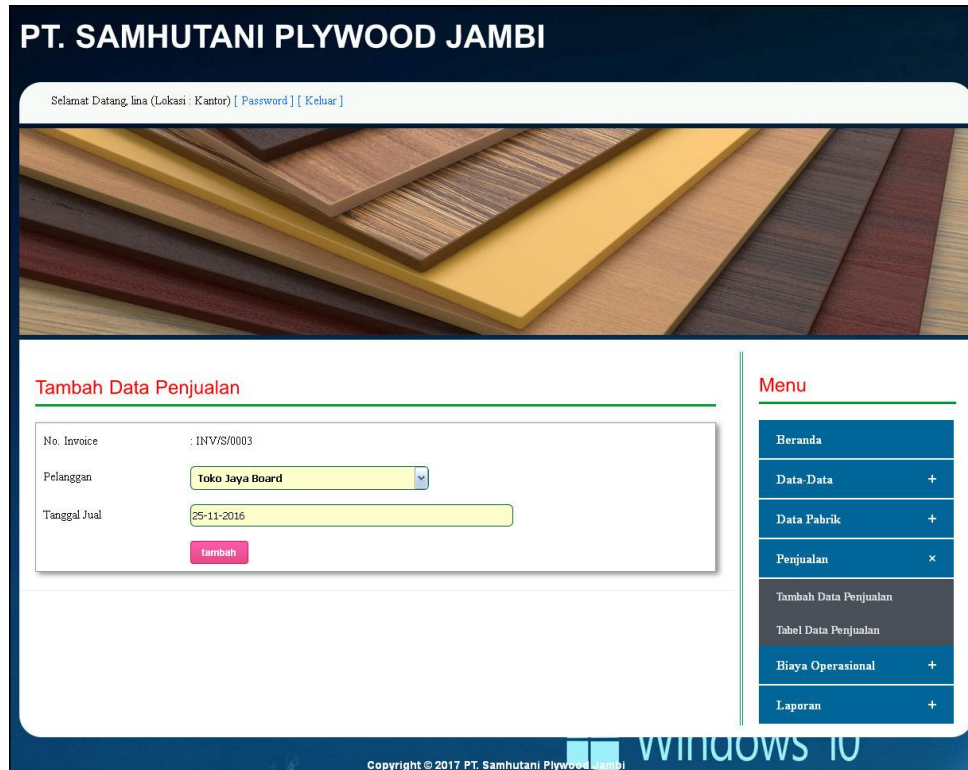 PT. SAMHUTANI PLYWOOD JAMBI
Selamat Datang, lina (Lokasi : Kantor) [ Password ] [ Keluar ]
Tambah Data Penjualan
No. Invoice : INV/S/0003
Pelanggan Toko Jaya Board
Tanggal Jual 25-11-2016
tambah
Menu
Beranda
Data-Data +
Data Pabrik +
Penjualan ×
Tambah Data Penjualan
Tabel Data Penjualan
Biaya Operasional +
Laporan +
Windows 10
Copyright © 2017 PT. Samhutani Plywood Jambi